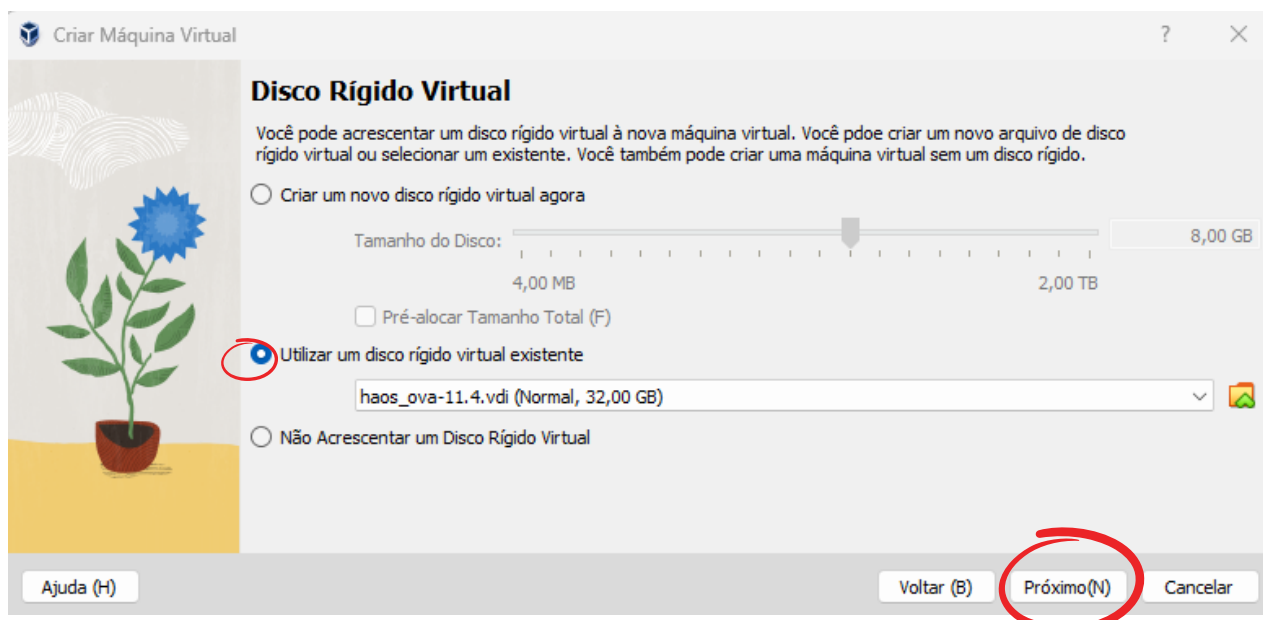 Criar Máquina Virtual
?
Disco Rígido Virtual
Você pode acrescentar um disco rígido virtual à nova máquina virtual. Você pdoe criar um novo arquivo de disco
rígido virtual ou selecionar um existente. Você também pode criar uma máquina virtual sem um disco rígido.
Criar um novo disco rígido virtual agora
Tamanho do Disco:
8,00 GB
4,00 MB
2,00 TB
Pré-alocar Tamanho Total (F)
Utilizar um disco rígido virtual existente
haos_ova-11.4.vdi (Normal, 32,00 GB)
Não Acrescentar um Disco Rígido Virtual
Ajuda (H)
Voltar (B)
Próximo(N)
Cancelar